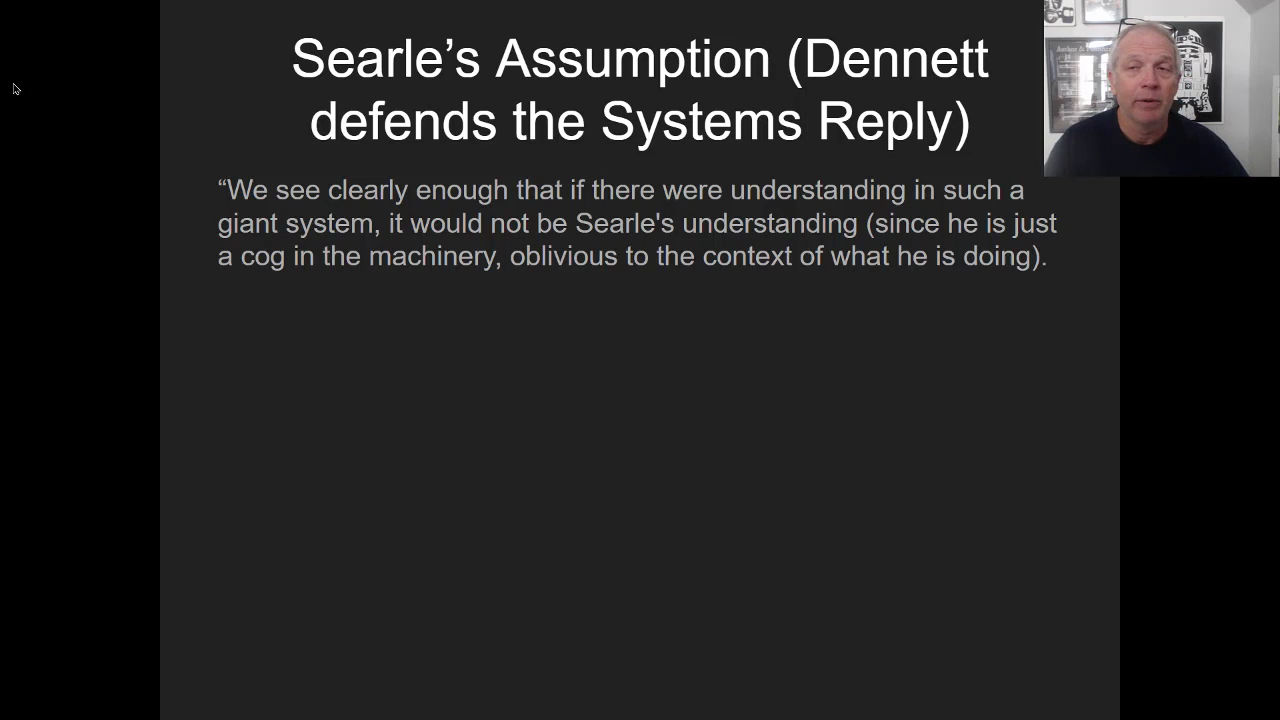 Searle’s Assumption (Dennett
defends the Systems Reply)
“We see clearly enough that if there were understanding in such a
giant system, it would not be Searle's understanding (since he is just
a cog in the machinery, oblivious to the context of what he is doing).